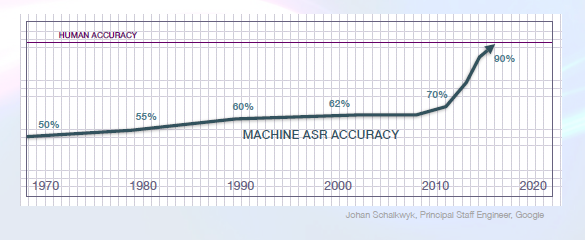 HUMAN ACCURACY
90%
70%
62%
60%
55%
50%
MACHINE ASR ACCURACY
1970 1980 1990 2000 2010 2020
Johan Schalkwyk, Principal Staff Engineer, Google